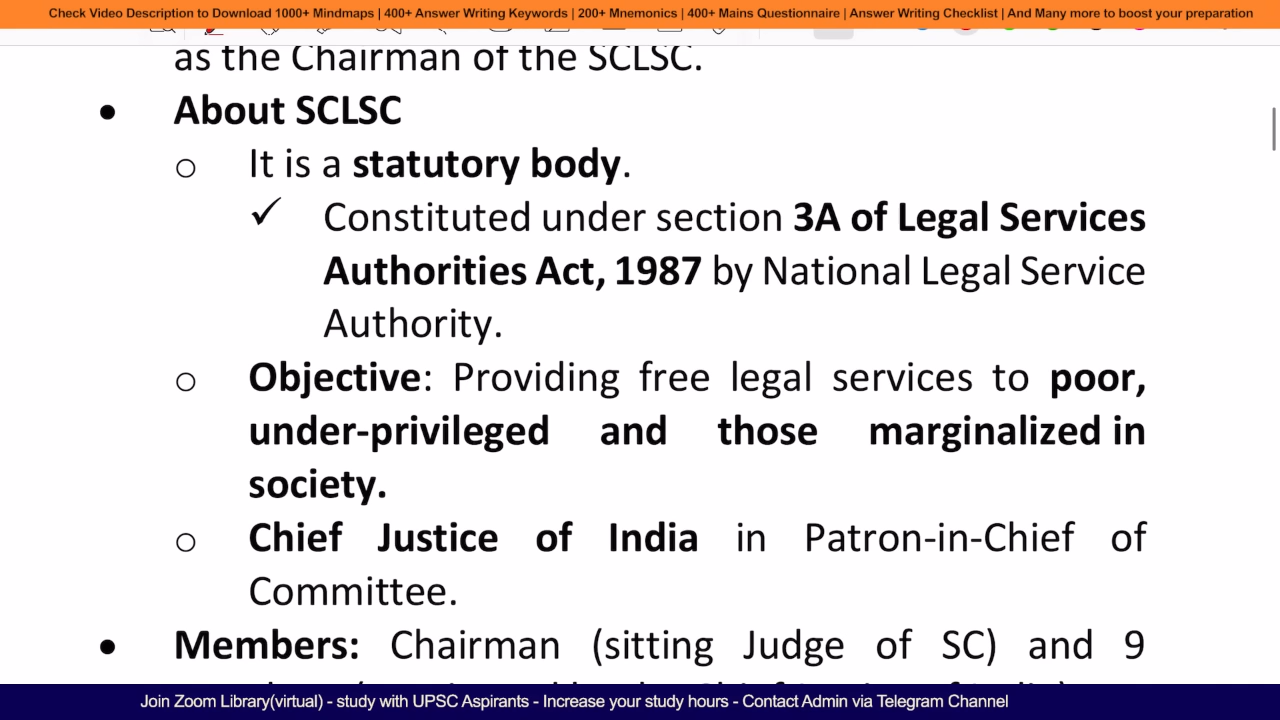 Check Video Description to Download 1000+ Mindmaps | 400+ Answer Writing Keywords | 200+ Mnemonics | 400+ Mains Questionnaire | Answer Writing Checklist | And Many more to boost your preparation
as the Chairman of the SCLSC.
• About SCLSC
o It is a statutory body.
✓ Constituted under section 3A of Legal Services
Authorities Act, 1987 by National Legal Service
Authority.
o Objective: Providing free legal services to poor,
under-privileged and those marginalized in
society.
o Chief Justice of India in Patron-in-Chief of
Committee.
• Members: Chairman (sitting Judge of SC) and 9
Join Zoom Library(virtual) - study with UPSC Aspirants - Increase your study hours - Contact Admin via Telegram Channel